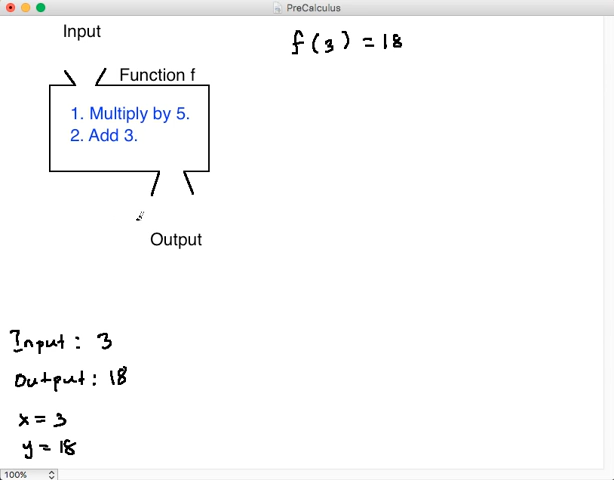 PreCalculus
Input
f(3) = 18
Function f
1. Multiply by 5.
2. Add 3.
Output
Input : 3
Output : 18
x = 3
y = 18
100%